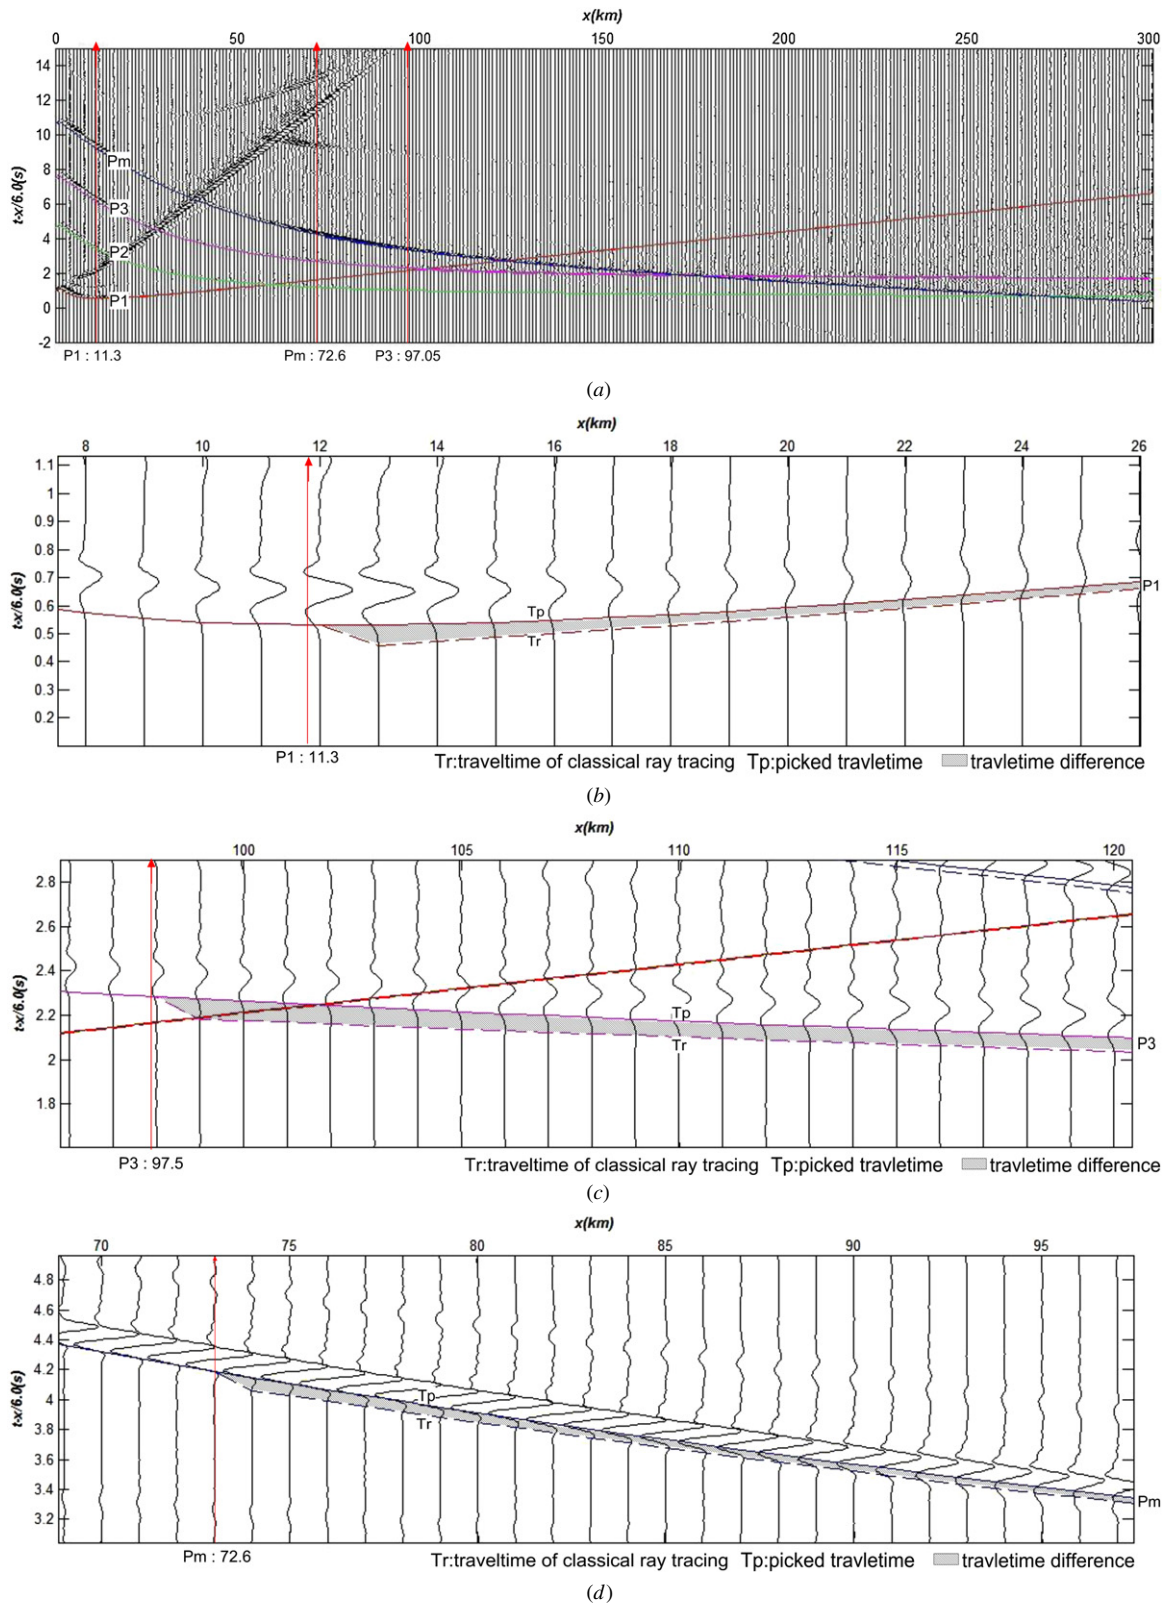 x(km)
0 50 100 150 200 250 300
14
12
10
8
6
4
2
0
-2
t-x/6.0(s)
Pm
P3
P2
P1
P1 : 11.3 Pm : 72.6 P3 : 97.05
(a)
x(km)
8 10 12 14 16 18 20 22 24 26
1.1
1
0.9
0.8
0.7
0.6
0.5
0.4
0.3
0.2
t-x/6.0(s)
Tp
Tr
P1
P1 : 11.3
Tr:traveltime of classical ray tracing Tp:picked travletime travletime difference
(b)
x(km)
100 105 110 115 120
2.8
2.6
2.4
2.2
2
1.8
t-x/6.0(s)
Tp
Tr
P3
P3 : 97.5
Tr:traveltime of classical ray tracing Tp:picked travletime travletime difference
(c)
x(km)
70 75 80 85 90 95
4.8
4.6
4.4
4.2
4
3.8
3.6
3.4
3.2
t-x/6.0(s)
Tp
Tr
Pm
Pm : 72.6
Tr:traveltime of classical ray tracing Tp:picked travletime travletime difference
(d)